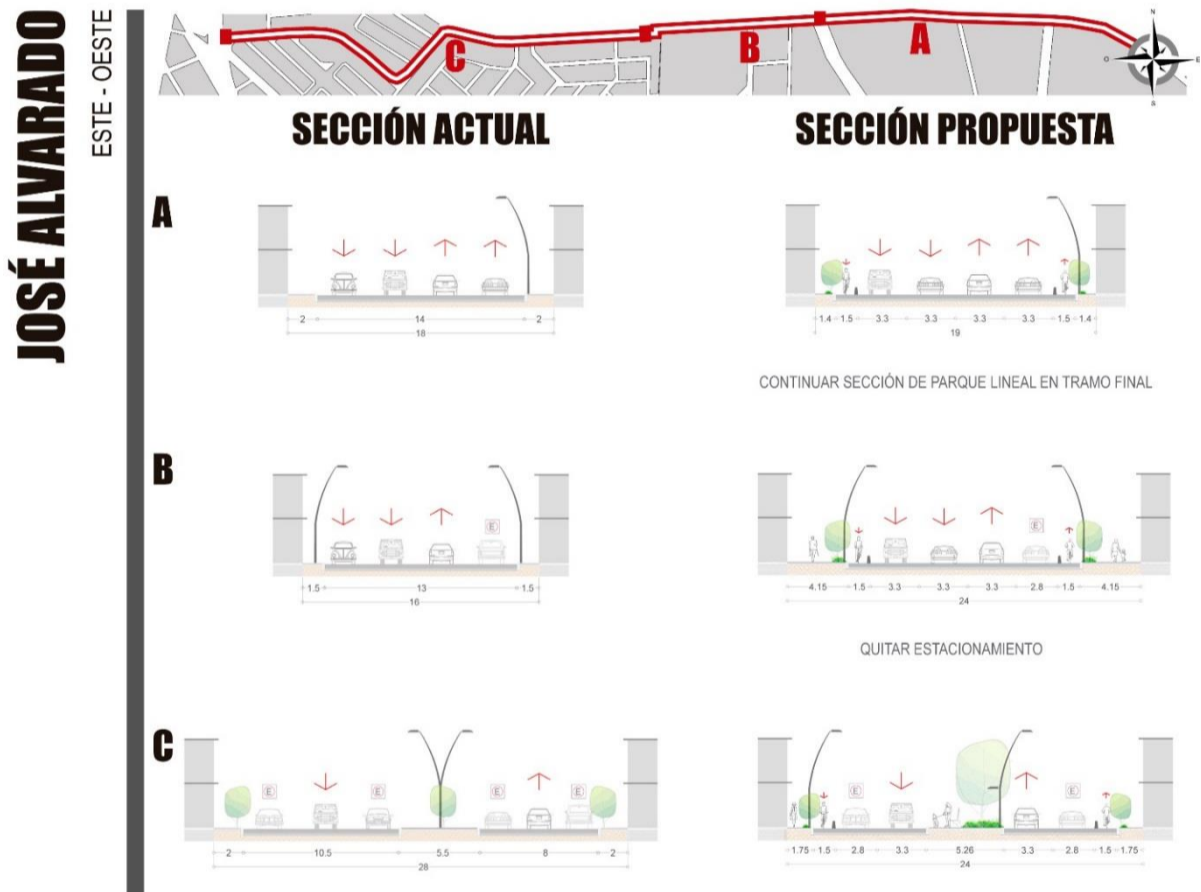 JOSÉ ALVARADO
ESTE - OESTE
C
B
A
N
O
E
S
SECCIÓN ACTUAL
SECCIÓN PROPUESTA
A
2 14 2
18
1.4 1.5 3.3 3.3 3.3 3.3 1.5 1.4
19
CONTINUAR SECCIÓN DE PARQUE LINEAL EN TRAMO FINAL
B
E
1.5 13 1.5
16
E
4.15 1.5 3.3 3.3 3.3 2.8 1.5 4.15
24
QUITAR ESTACIONAMIENTO
C
E E E E
2 10.5 5.5 8 2
28
E E
1.75 1.5 2.8 3.3 5.26 3.3 2.8 1.5 1.75
24